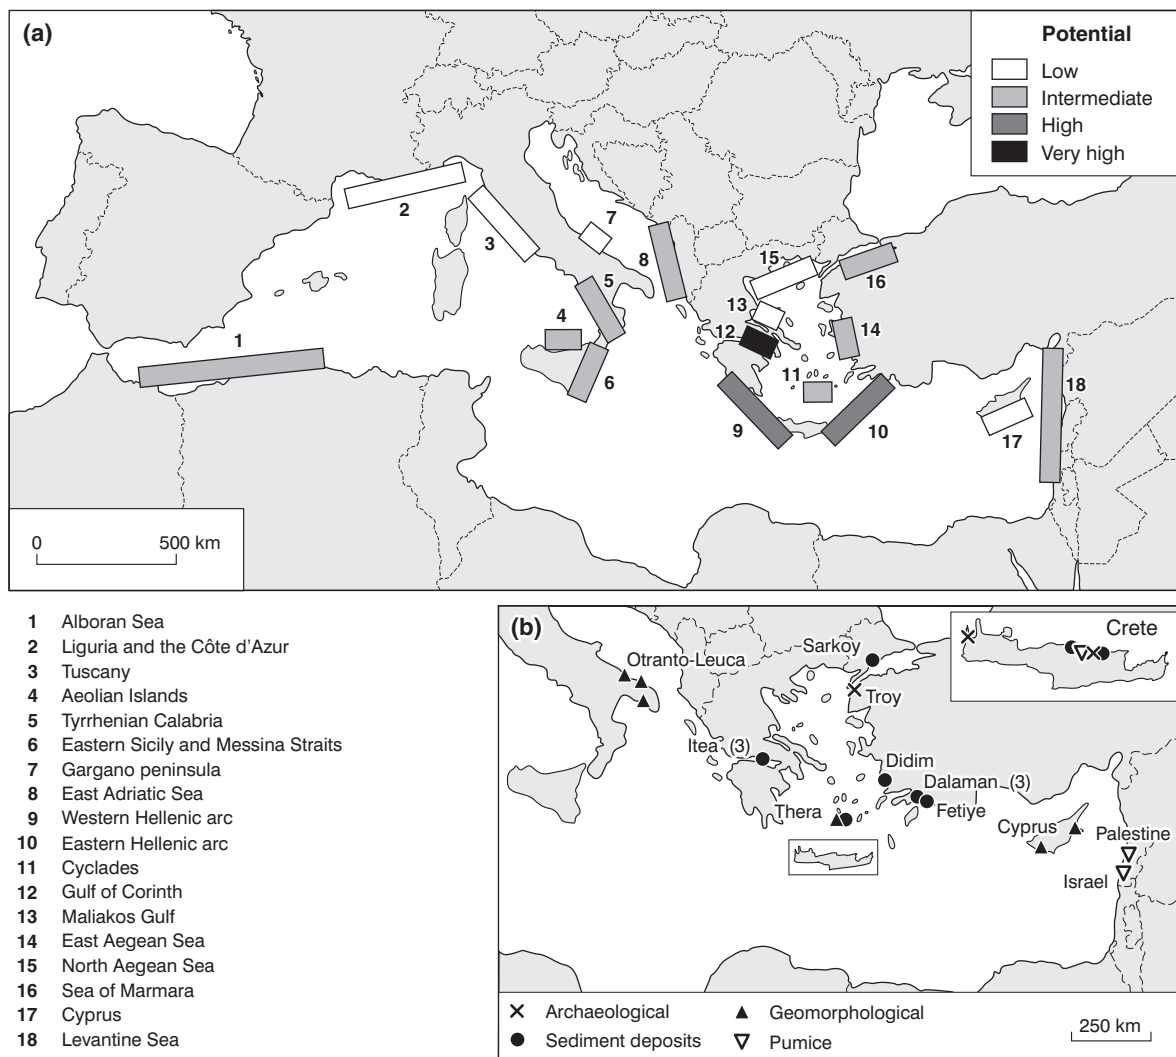 (a)
Potential
Low
Intermediate
High
Very high
1
2
3
4
5
6
7
8
9
10
11
12
13
14
15
16
17
18
0 500 km
1 Alboran Sea
2 Liguria and the Côte d'Azur
3 Tuscany
4 Aeolian Islands
5 Tyrrhenian Calabria
6 Eastern Sicily and Messina Straits
7 Gargano peninsula
8 East Adriatic Sea
9 Western Hellenic arc
10 Eastern Hellenic arc
11 Cyclades
12 Gulf of Corinth
13 Maliakos Gulf
14 East Aegean Sea
15 North Aegean Sea
16 Sea of Marmara
17 Cyprus
18 Levantine Sea
(b)
Crete
Otranto-Leuca
Sarkoy
Troy
Itea (3)
Didim
Dalaman (3)
Fetiye
Thera
Cyprus
Palestine
Israel
Archaeological
Geomorphological
Sediment deposits
Pumice
250 km